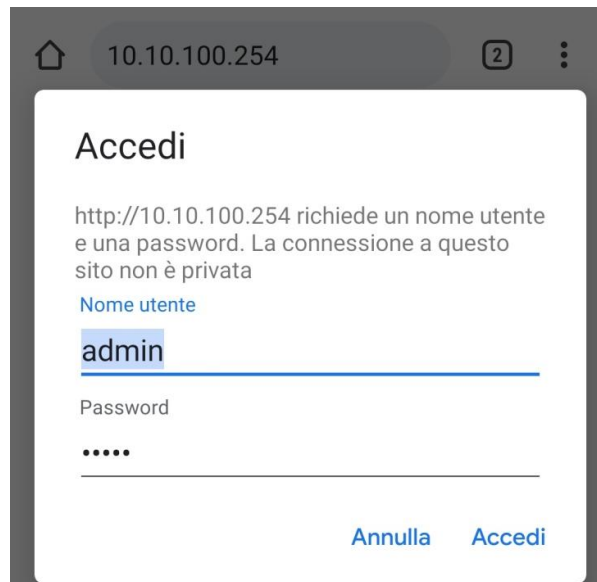 10.10.100.254
2
Accedi
http://10.10.100.254 richiede un nome utente
e una password. La connessione a questo
sito non è privata
Nome utente
admin
Password
•••••
Annulla
Accedi